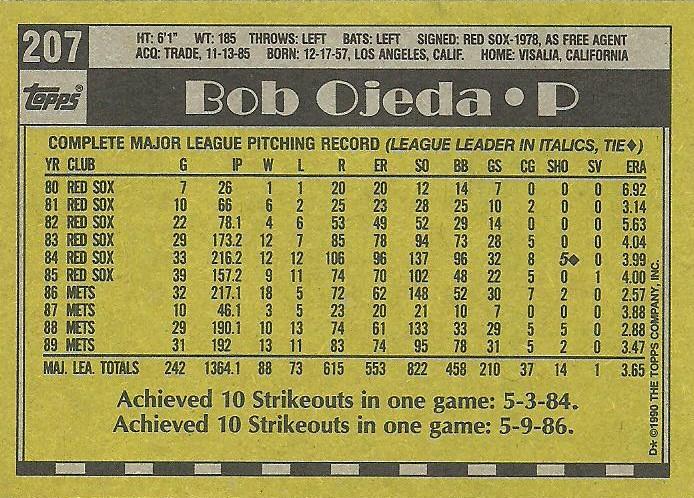 207
HT: 6'1" WT: 185 THROWS: LEFT BATS: LEFT SIGNED: RED SOX-1978, AS FREE AGENT
ACQ: TRADE, 11-13-85 BORN: 12-17-57, LOS ANGELES, CALIF. HOME: VISALIA, CALIFORNIA
Topps®
Bob Ojeda • P
COMPLETE MAJOR LEAGUE PITCHING RECORD (LEAGUE LEADER IN ITALICS, TIE♦)
YR CLUB G IP W L R ER SO BB GS CG SHO SV ERA
80 RED SOX 7 26 1 1 20 20 12 14 7 0 0 0 6.92
81 RED SOX 10 66 6 2 25 23 28 25 10 2 0 0 3.14
82 RED SOX 22 78.1 4 6 53 49 52 29 14 0 0 0 5.63
83 RED SOX 29 173.2 12 7 85 78 94 73 28 5 0 0 4.04
84 RED SOX 33 216.2 12 12 106 96 137 96 32 8 5♦ 0 3.99
85 RED SOX 39 157.2 9 11 74 70 102 48 22 5 0 1 4.00
86 METS 32 217.1 18 5 72 62 148 52 30 7 2 0 2.57
87 METS 10 46.1 3 5 23 20 21 10 7 0 0 0 3.88
88 METS 29 190.1 10 13 74 61 133 33 29 5 5 0 2.88
89 METS 31 192 13 11 83 74 95 78 31 5 2 0 3.47
MAJ. LEA. TOTALS 242 1364.1 88 73 615 553 822 458 210 37 14 1 3.65
Achieved 10 Strikeouts in one game: 5-3-84.
Achieved 10 Strikeouts in one game: 5-9-86.
D★ ©1990 THE TOPPS COMPANY, INC.